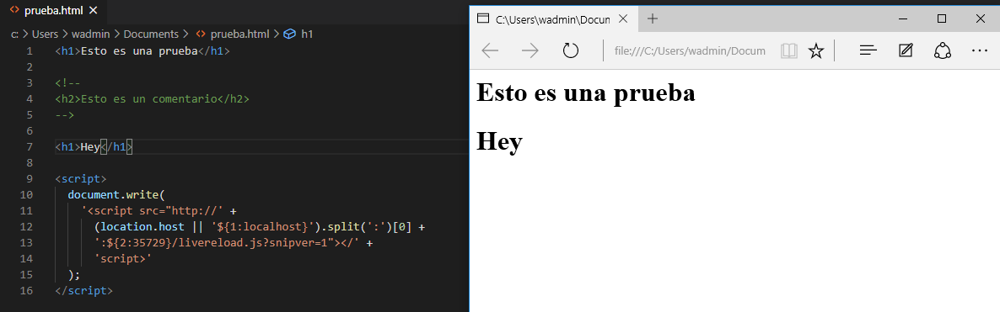 prueba.html
c: > Users > wadmin > Documents > prueba.html > h1
1 <h1>Esto es una prueba</h1>
2
3 <!--
4 <h2>Esto es un comentario</h2>
5 -->
6
7 <h1>Hey</h1>
8
9 <script>
10 document.write(
11 '<script src="http://' +
12 (location.host || '${1:localhost}').split(':')[0] +
13 ':${2:35729}/livereload.js?snipver=1"></' +
14 'script>'
15 );
16 </script>
C:\Users\wadmin\Docun
file:///C:/Users/wadmin/Docum
Esto es una prueba
Hey